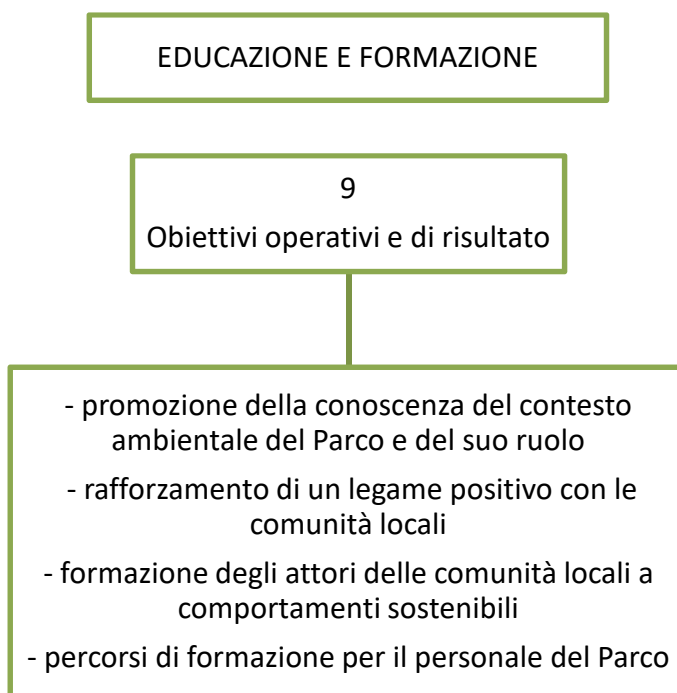 EDUCAZIONE E FORMAZIONE
9
Obiettivi operativi e di risultato
- promozione della conoscenza del contesto
ambientale del Parco e del suo ruolo
- rafforzamento di un legame positivo con le
comunità locali
- formazione degli attori delle comunità locali a
comportamenti sostenibili
- percorsi di formazione per il personale del Parco